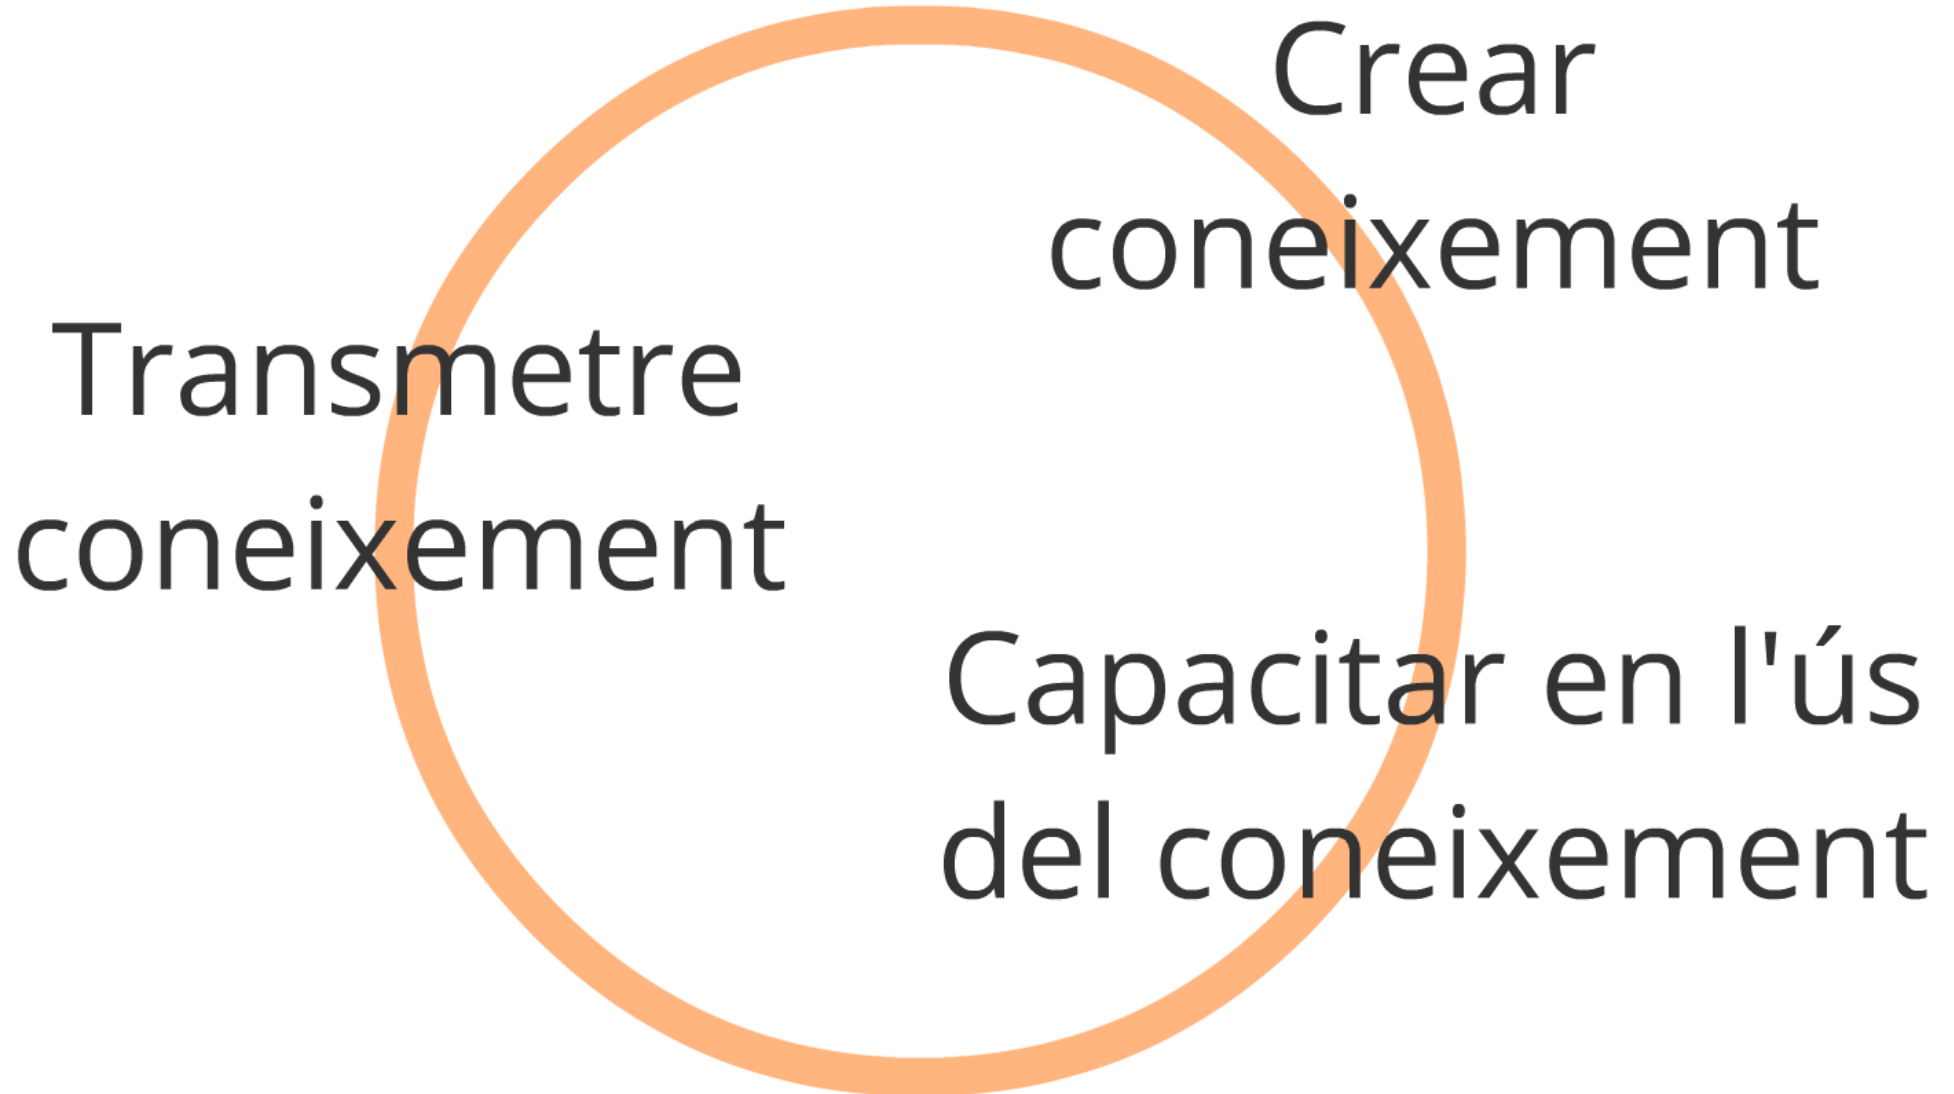 Crear
coneixement
Transmetre
coneixement
Capacitar en l'ús
del coneixement